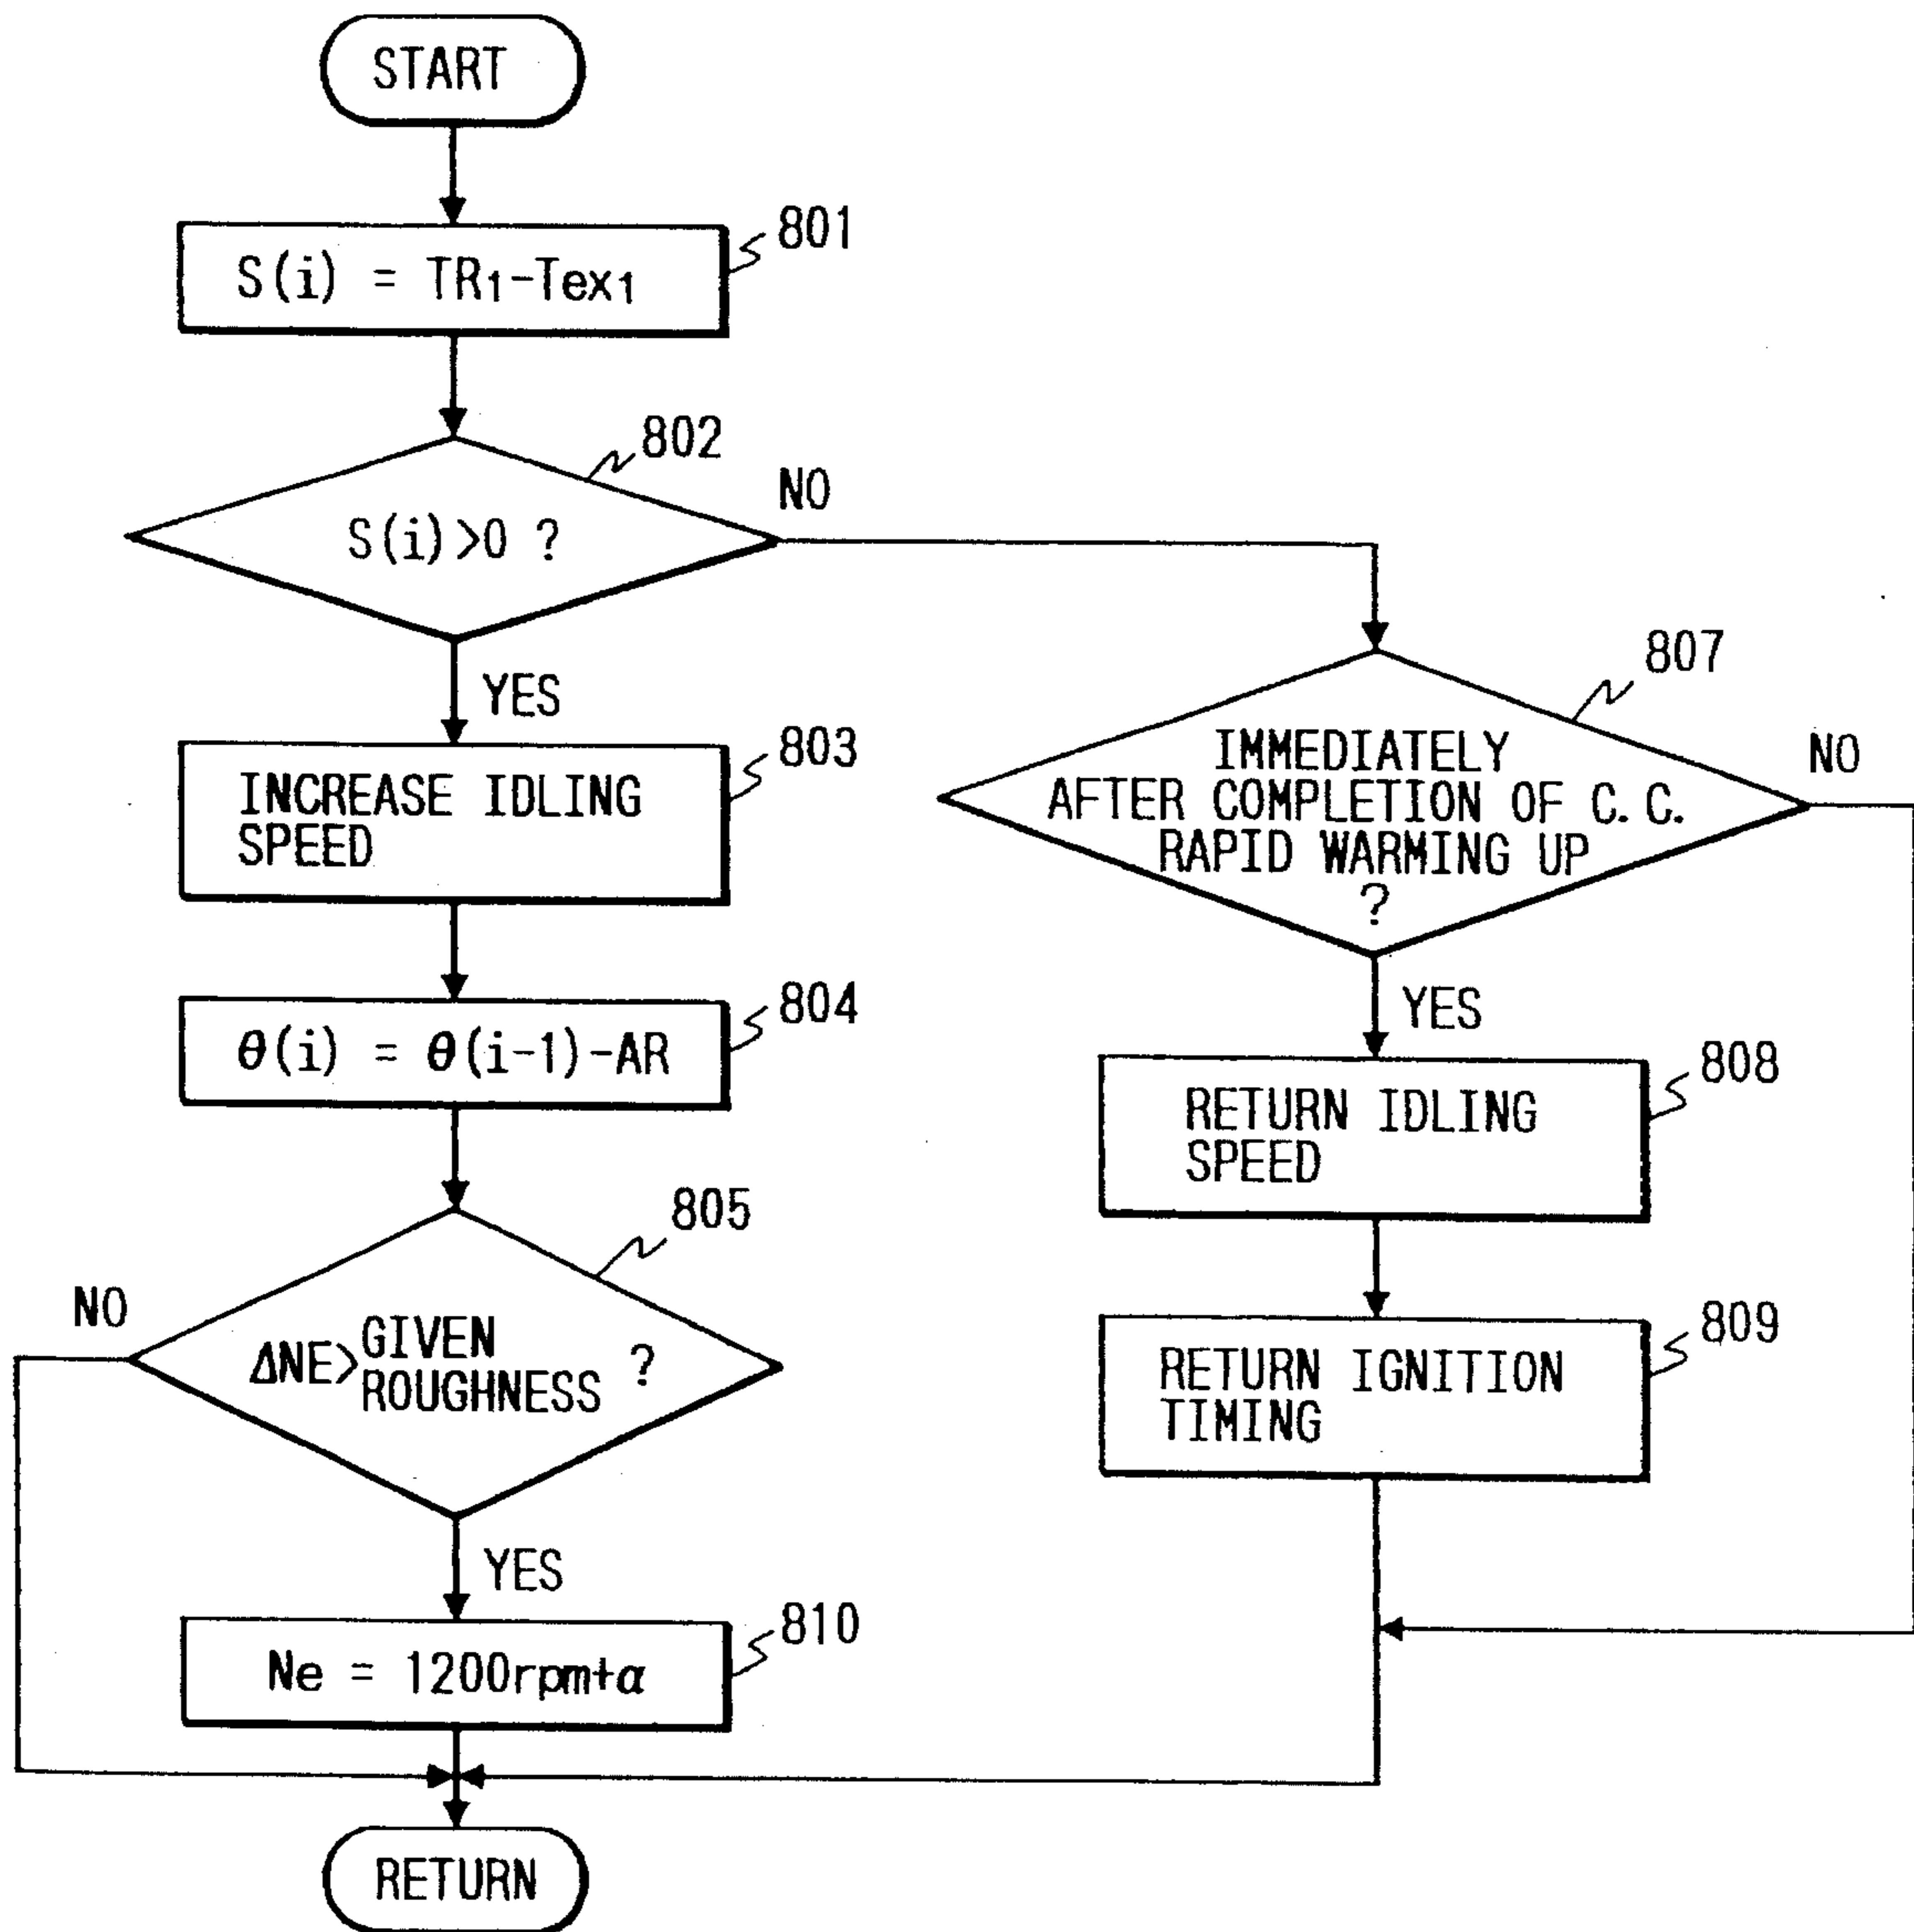 START
801
S(i) = TR1-Tex1
802
S(i)>0 ?
NO
YES
803
INCREASE IDLING
SPEED
804
θ(i) = θ(i-1)-AR
805
NO
ΔNE>GIVEN
ROUGHNESS ?
YES
810
Ne = 1200rpm+α
807
IMMEDIATELY
AFTER COMPLETION OF C.C.
RAPID WARMING UP
?
NO
YES
808
RETURN IDLING
SPEED
809
RETURN IGNITION
TIMING
RETURN